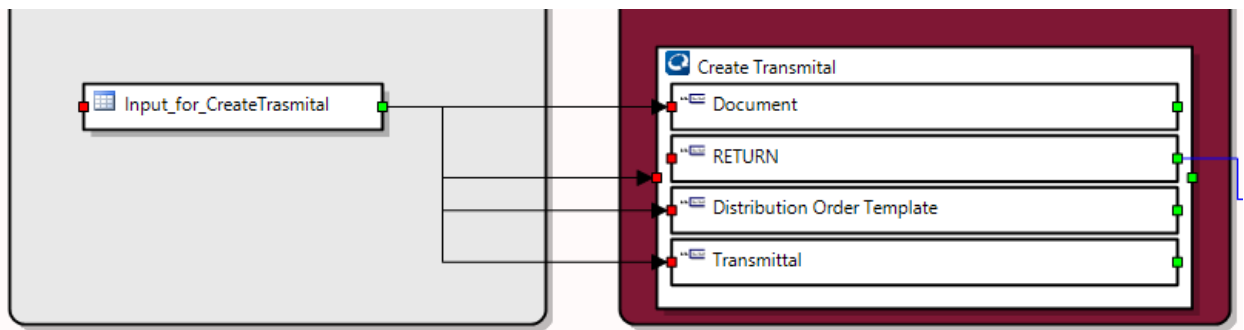 Input_for_CreateTrasmital
Create Transmital
Document
RETURN
Distribution Order Template
Transmittal